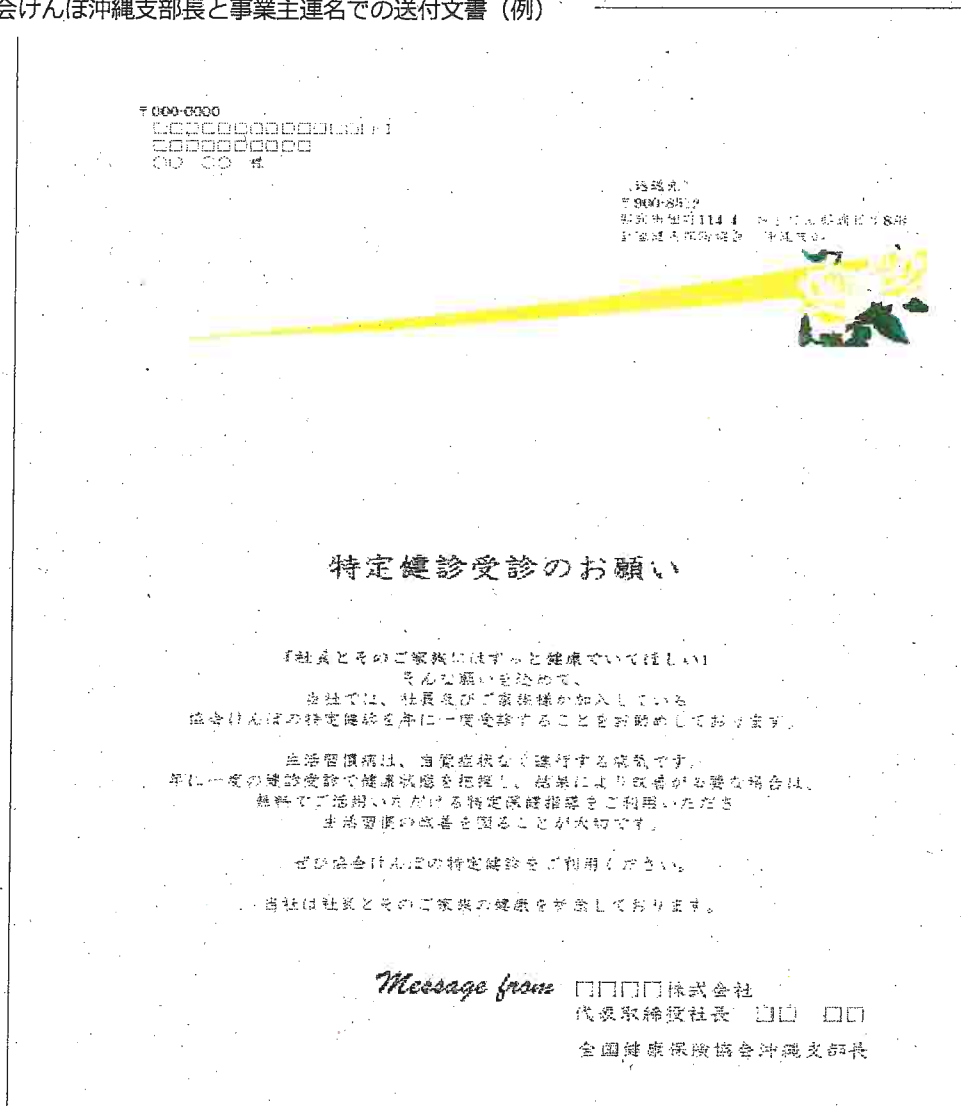 会けんぽ沖縄支部長と事業主連名での送付文書（例）
〒000-0000
□□□□□□□□□□
○○ ○○ 様
特定健診受診のお願い
『社員とそのご家族にはずっと健康でいてほしい』
そんな願いを込めて、
当社では、社員及びご家族様が加入している
協会けんぽの特定健診を年に一度受診することをお勧めしております。
生活習慣病は、自覚症状なく進行する病気です。
年に一度の健診受診で健康状態を把握し、結果により改善が必要な場合は、
無料でご活用いただける特定保健指導をご利用いただき
生活習慣の改善を図ることが大切です。
ぜひ協会けんぽの特定健診をご利用ください。
当社は社員とそのご家族の健康を祈念しております。
Message from □□□□株式会社
代表取締役社長 □□ □□
全国健康保険協会沖縄支部長